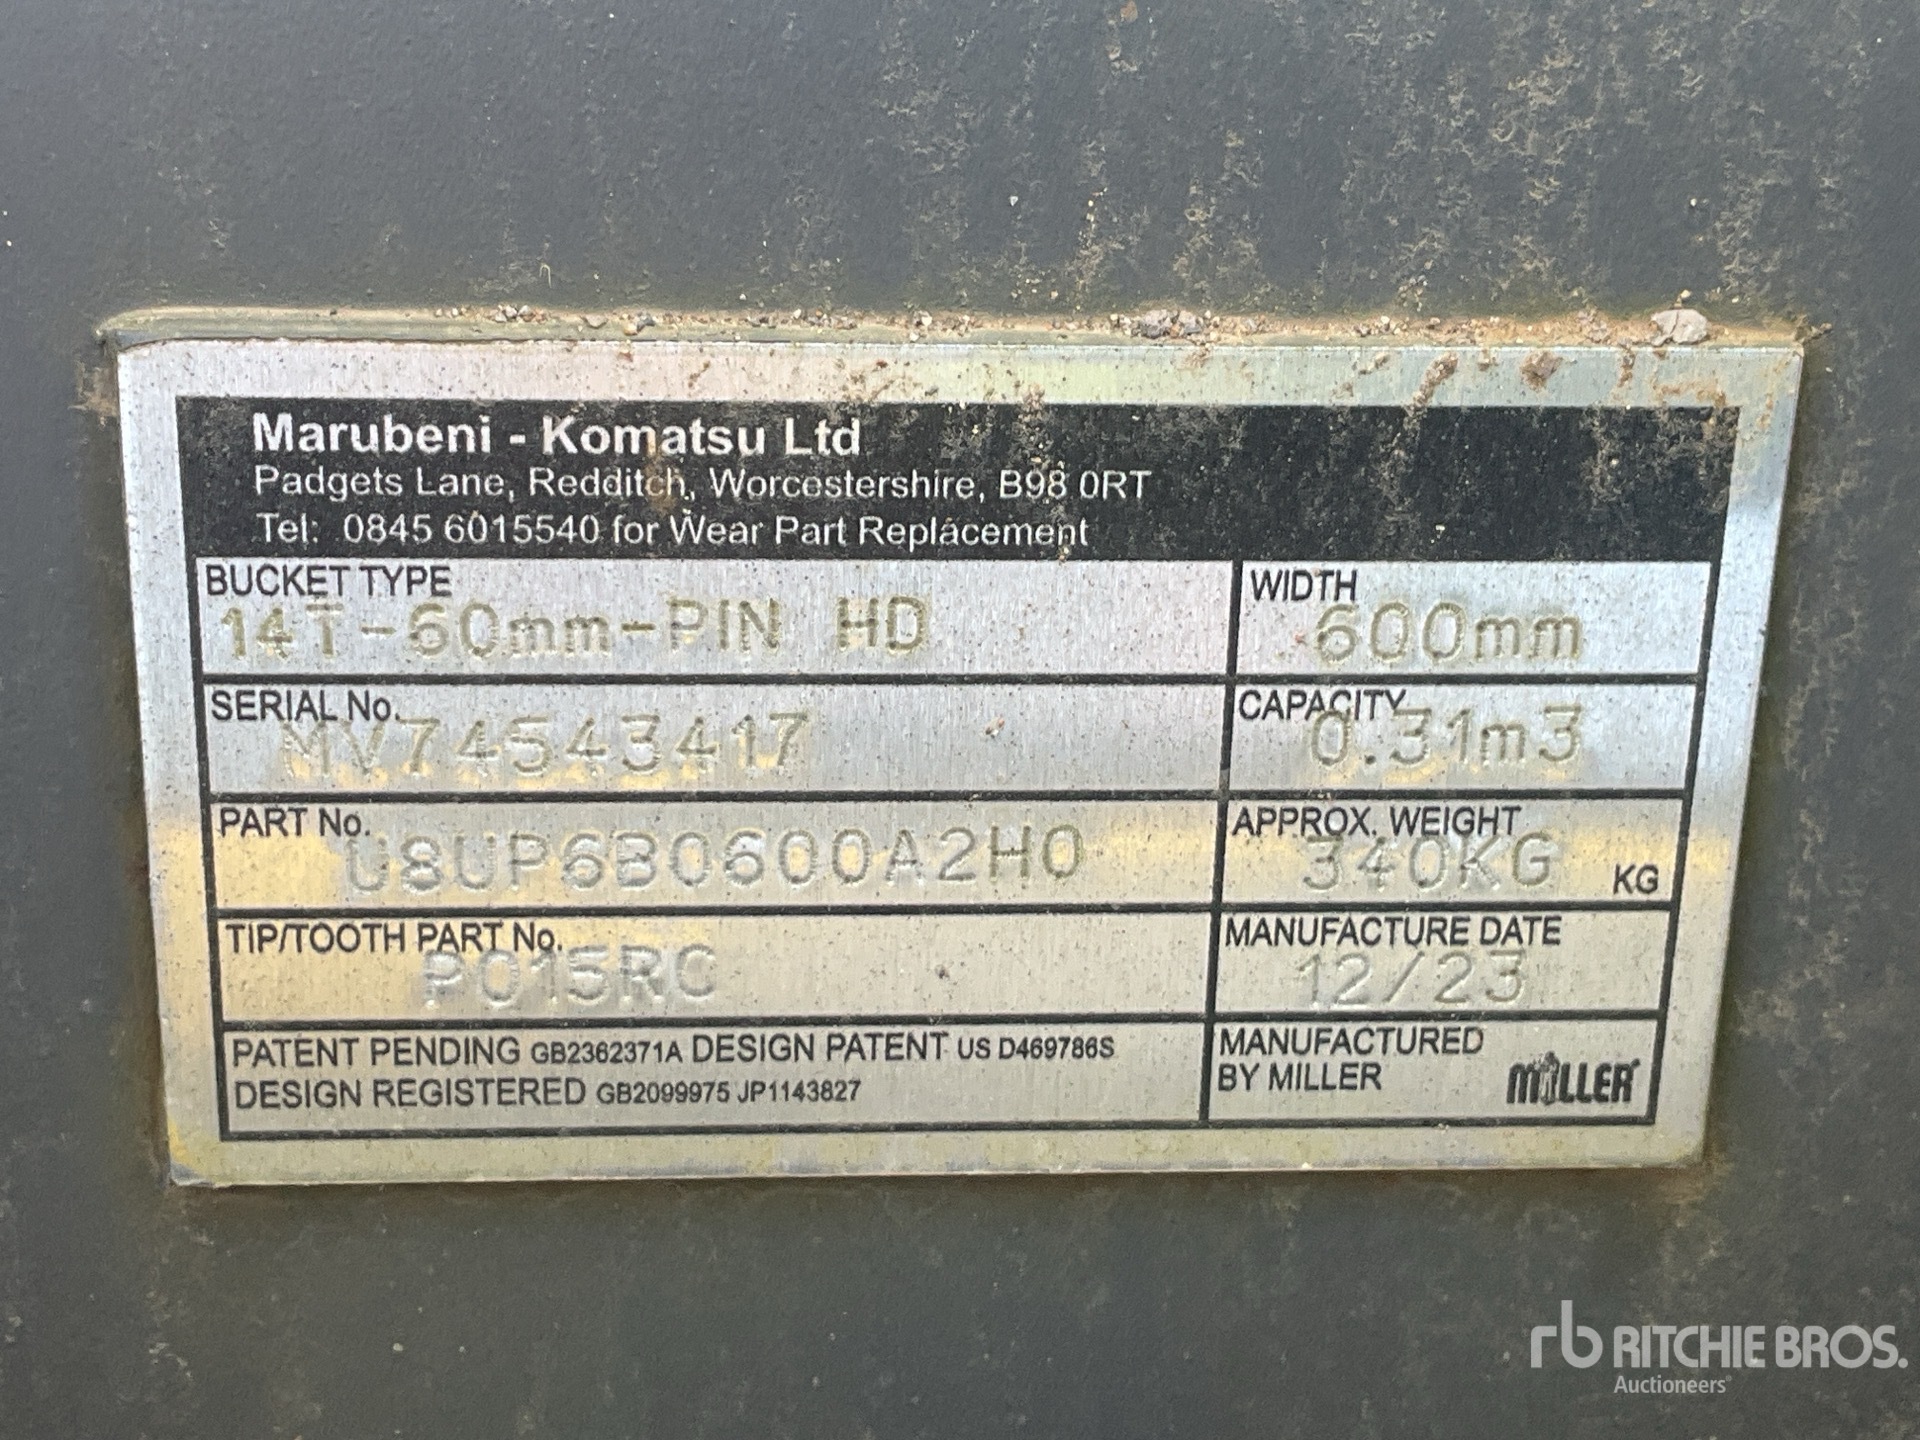 Marubeni - Komatsu Ltd
Padgets Lane, Redditch, Worcestershire, B98 0RT
Tel: 0845 6015540 for Wear Part Replacement
BUCKET TYPE
14T-60mm-PIN HD
WIDTH
600mm
SERIAL No.
MV74543417
CAPACITY
0.31m3
PART No.
U8UP6B0600A2H0
APPROX. WEIGHT
340KG KG
TIP/TOOTH PART No.
P015RC
MANUFACTURE DATE
12/23
PATENT PENDING GB2362371A DESIGN PATENT US D469786S
DESIGN REGISTERED GB2099975 JP1143827
MANUFACTURED
BY MILLER
MILLER
rb RITCHIE BROS.
Auctioneers